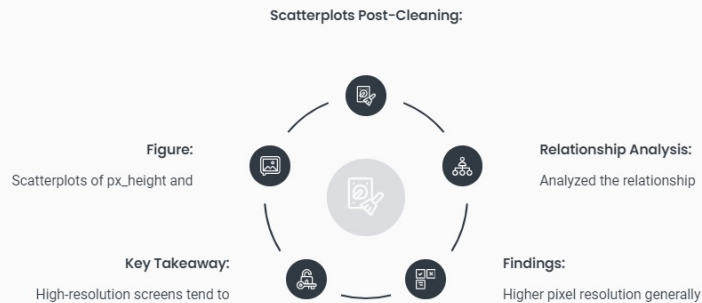 Scatterplots Post-Cleaning:
Figure:
Scatterplots of px_height and
Relationship Analysis:
Analyzed the relationship
Key Takeaway:
High-resolution screens tend to
Findings:
Higher pixel resolution generally